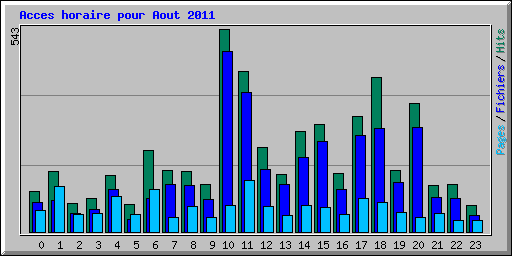 Acces horaire pour Aout 2011
543
Pages / Fichiers / Hits
0 1 2 3 4 5 6 7 8 9 10 11 12 13 14 15 16 17 18 19 20 21 22 23